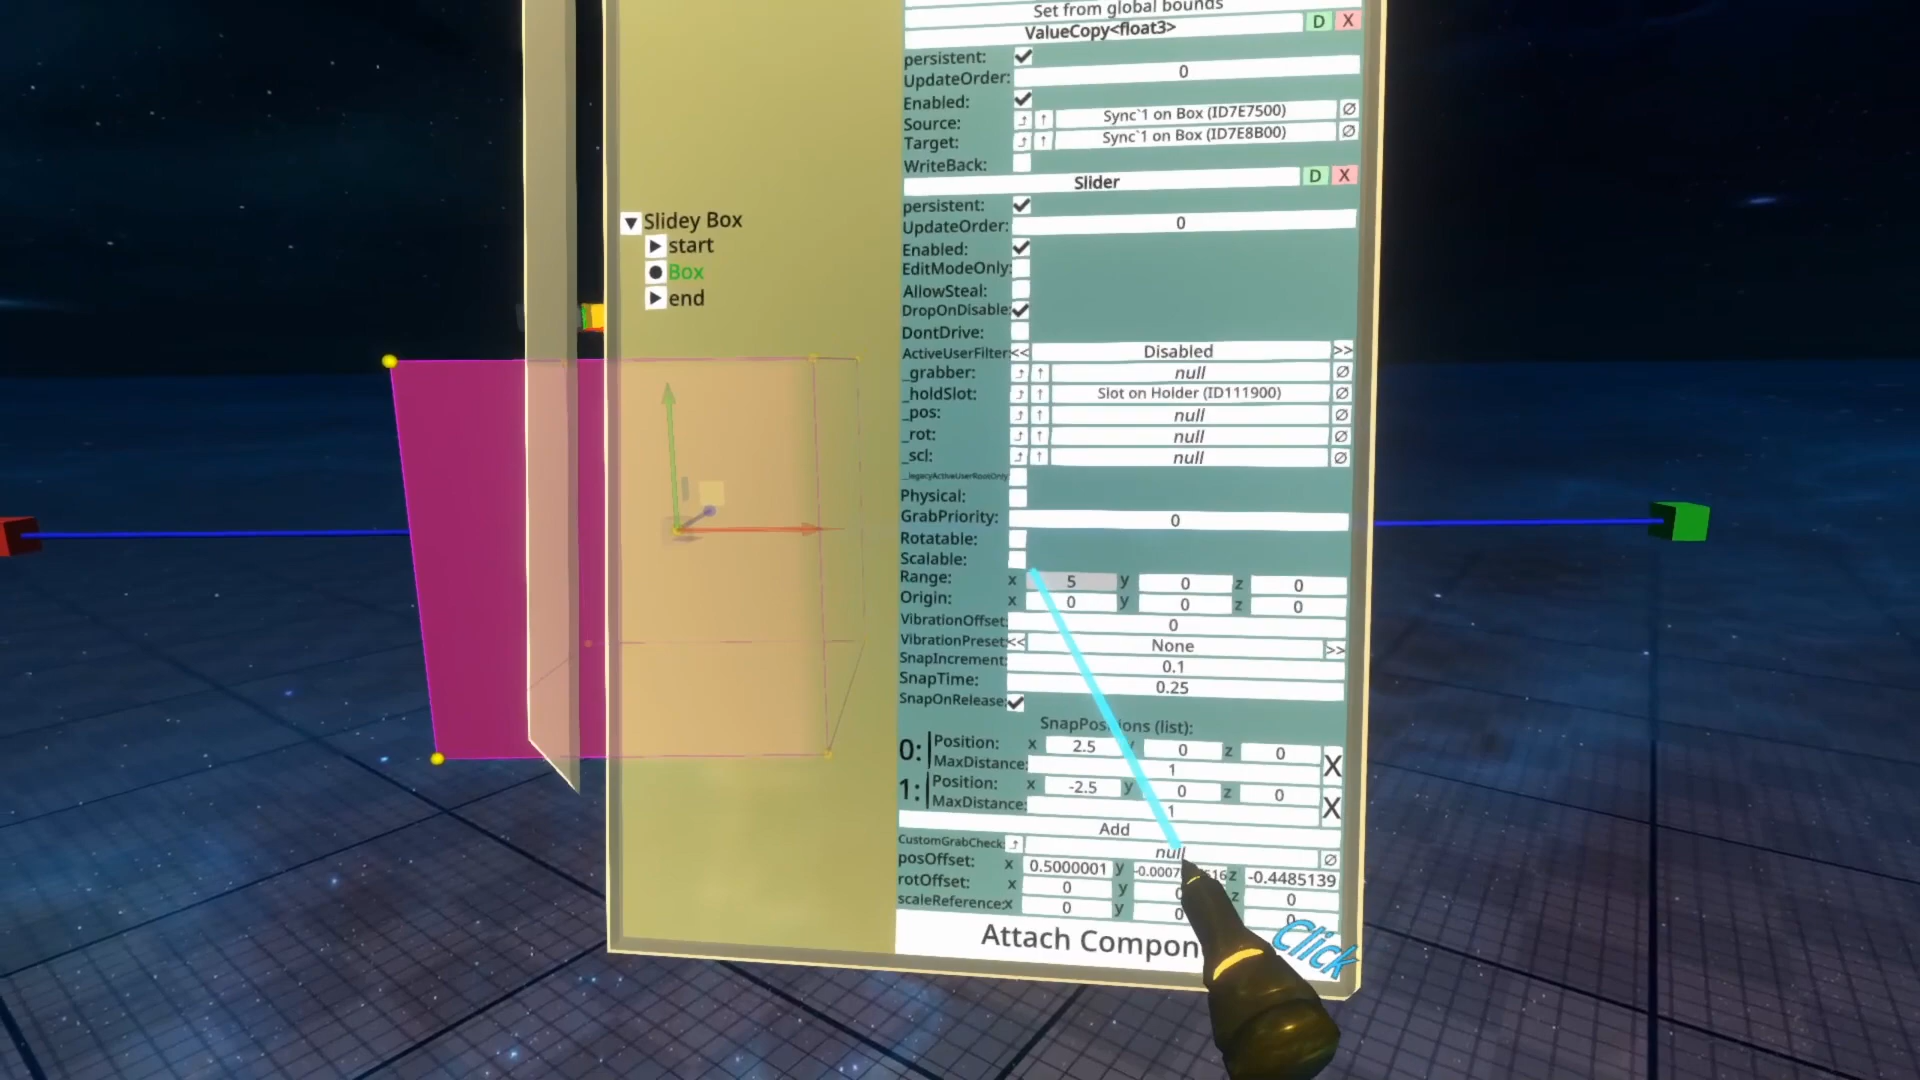 Set from global bounds
ValueCopy<float3> D X
persistent:
UpdateOrder: 0
Enabled:
Source: Sync`1 on Box (ID7E7500)
Target: Sync`1 on Box (ID7E8B00)
WriteBack:
Slider D X
persistent:
UpdateOrder: 0
Enabled:
EditModeOnly:
AllowSteal:
DropOnDisable:
DontDrive:
ActiveUserFilter: << Disabled >>
_grabber: null
_holdSlot: Slot on Holder (ID111900)
_pos: null
_rot: null
_scl: null
__legacyActiveUserRootOnly:
Physical:
GrabPriority: 0
Rotatable:
Scalable:
Range: x 5 y 0 z 0
Origin: x 0 y 0 z 0
VibrationOffset: 0
VibrationPreset: << None >>
SnapIncrement: 0.1
SnapTime: 0.25
SnapOnRelease:
SnapPositions (list):
0: Position: x 2.5 y 0 z 0 X
MaxDistance: 1
1: Position: x -2.5 y 0 z 0 X
MaxDistance: 1
Add
CustomGrabCheck: null
posOffset: x 0.5000001 y z -0.4485139
rotOffset: x 0 y 0 z 0
scaleReference: x 0 y 0 0
Attach Compon
Click
Slidey Box
start
Box
end